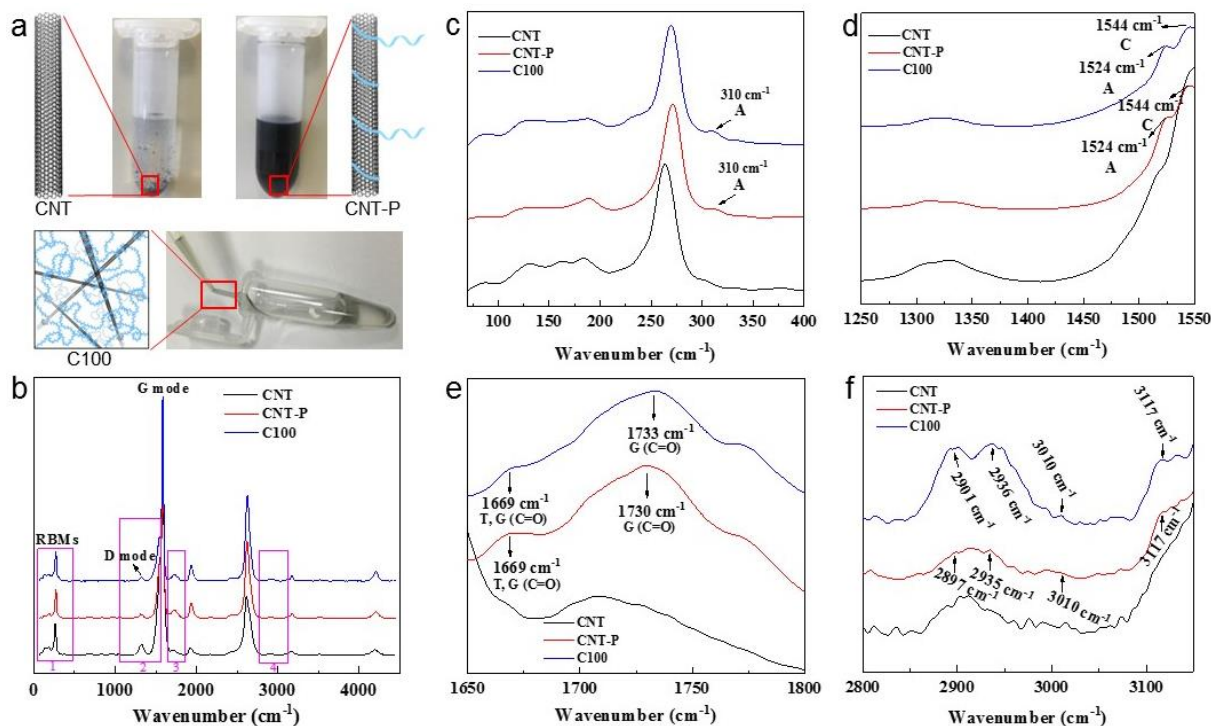 a
CNT
CNT-P
C100
b
G mode
CNT
CNT-P
C100
RBMs
D mode
1
2
3
4
0
1000
2000
3000
4000
Wavenumber (cm⁻¹)
c
CNT
CNT-P
C100
310 cm⁻¹
A
310 cm⁻¹
A
100
150
200
250
300
350
400
Wavenumber (cm⁻¹)
d
CNT
CNT-P
C100
1544 cm⁻¹
C
1524 cm⁻¹
A
1544 cm⁻¹
C
1524 cm⁻¹
A
1250
1300
1350
1400
1450
1500
1550
Wavenumber (cm⁻¹)
e
1733 cm⁻¹
G (C=O)
1669 cm⁻¹
T, G (C=O)
1730 cm⁻¹
G (C=O)
1669 cm⁻¹
T, G (C=O)
CNT
CNT-P
C100
1650
1700
1750
1800
Wavenumber (cm⁻¹)
f
CNT
CNT-P
C100
2901 cm⁻¹
2936 cm⁻¹
3010 cm⁻¹
3117 cm⁻¹
2897 cm⁻¹
2935 cm⁻¹
3010 cm⁻¹
3117 cm⁻¹
2800
2900
3000
3100
Wavenumber (cm⁻¹)